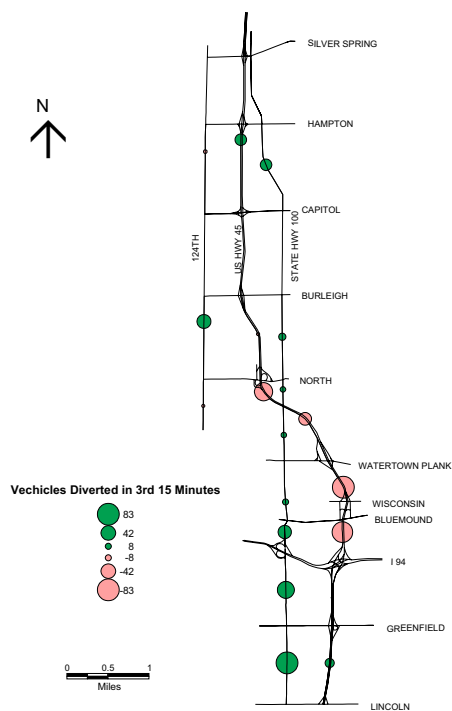 SILVER SPRING
N
HAMPTON
CAPITOL
124TH
US HWY 45
STATE HWY 100
BURLEIGH
NORTH
WATERTOWN PLANK
Vechicles Diverted in 3rd 15 Minutes
WISCONSIN
83
BLUEMOUND
42
8
-8
I 94
-42
-83
GREENFIELD
0 0.5 1
Miles
LINCOLN